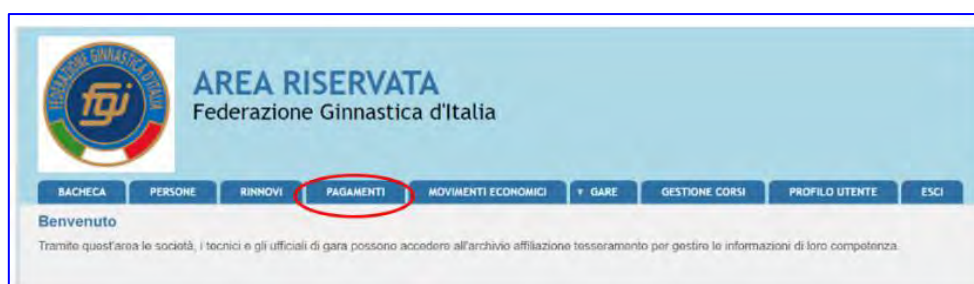 FEDERAZIONE GINNASTICA D'ITALIA
fgi
AREA RISERVATA
Federazione Ginnastica d'Italia
BACHECA PERSONE RINNOVI PAGAMENTI MOVIMENTI ECONOMICI ▼ GARE GESTIONE CORSI PROFILO UTENTE ESCI
Benvenuto
Tramite quest'area le società, i tecnici e gli ufficiali di gara possono accedere all'archivio affiliazione tesseramento per gestire le informazioni di loro competenza.